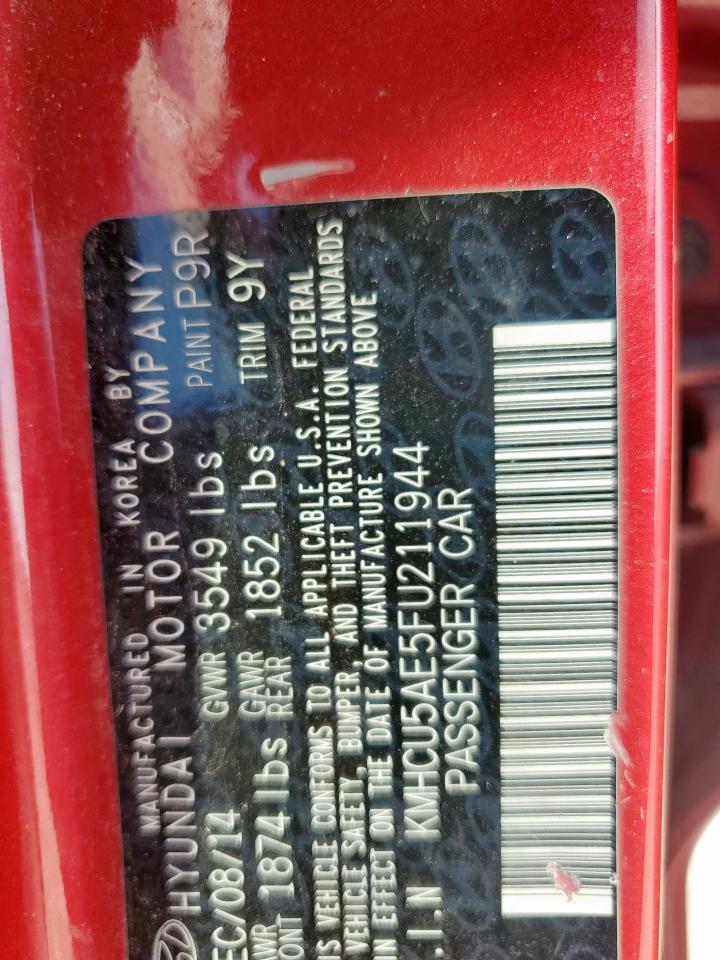 MANUFACTURED IN KOREA BY
HYUNDAI MOTOR COMPANY
EC/08/14 GVWR 3549 lbs PAINT P9R
AWR ONT 1874 lbs GAWR REAR 1852 lbs TRIM 9Y
IS VEHICLE CONFORMS TO ALL APPLICABLE U.S.A. FEDERAL
VEHICLE SAFETY, BUMPER, AND THEFT PREVENTION STANDARDS
IN EFFECT ON THE DATE OF MANUFACTURE SHOWN ABOVE
.I.N KMHCU5AE5FU211944
PASSENGER CAR